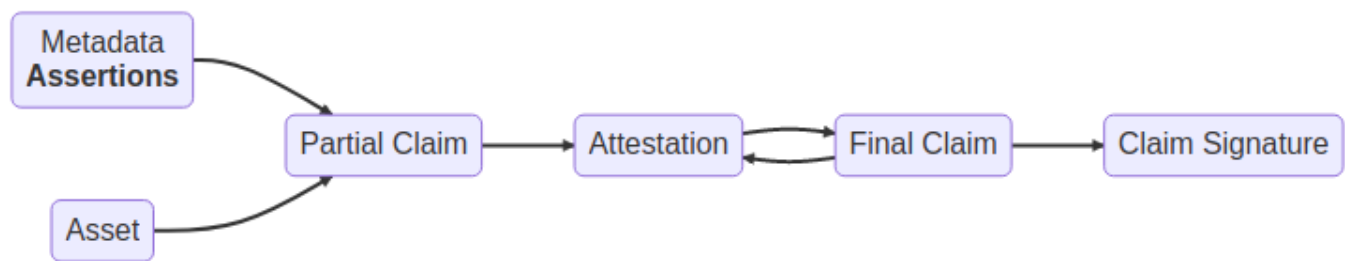 Metadata
Assertions
Partial Claim
Attestation
Final Claim
Claim Signature
Asset